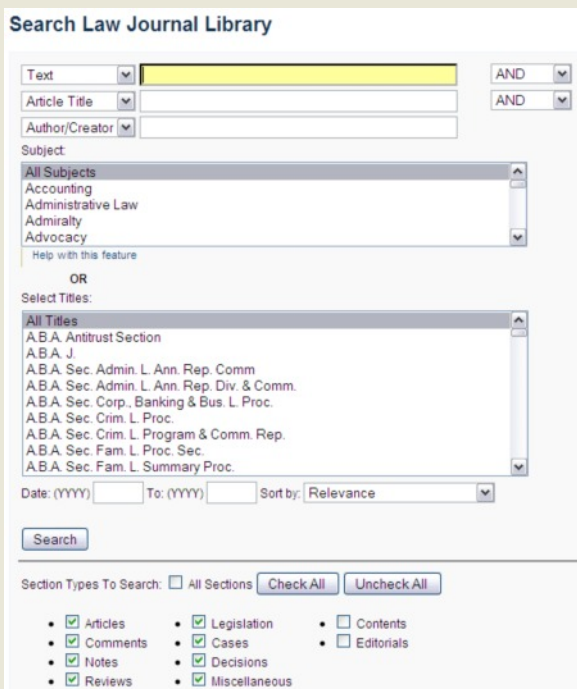 Search Law Journal Library
Text AND
Article Title AND
Author/Creator
Subject:
All Subjects
Accounting
Administrative Law
Admiralty
Advocacy
Help with this feature
OR
Select Titles:
All Titles
A.B.A. Antitrust Section
A.B.A. J.
A.B.A. Sec. Admin. L. Ann. Rep. Comm
A.B.A. Sec. Admin. L. Ann. Rep. Div. & Comm.
A.B.A. Sec. Corp., Banking & Bus. L. Proc.
A.B.A. Sec. Crim. L. Proc.
A.B.A. Sec. Crim. L. Program & Comm. Rep.
A.B.A. Sec. Fam. L. Proc. Sec.
A.B.A. Sec. Fam. L. Summary Proc.
Date: (YYYY) To: (YYYY) Sort by: Relevance
Search
Section Types To Search: All Sections Check All Uncheck All
Articles Legislation Contents
Comments Cases Editorials
Notes Decisions
Reviews Miscellaneous